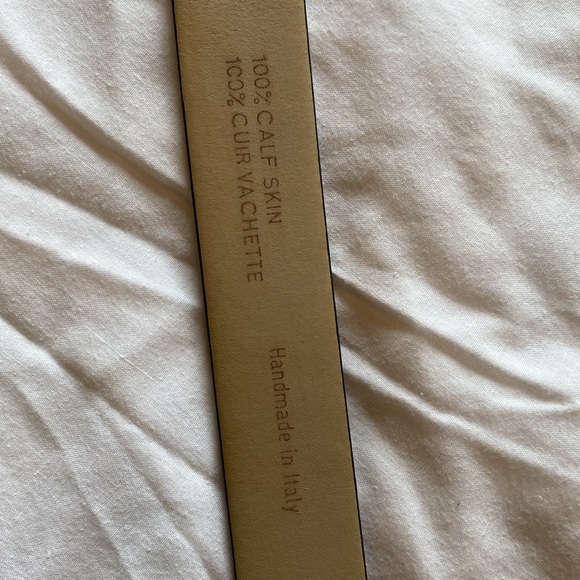 100% CALF SKIN
100% CUIR VACHETTE
Handmade in Italy